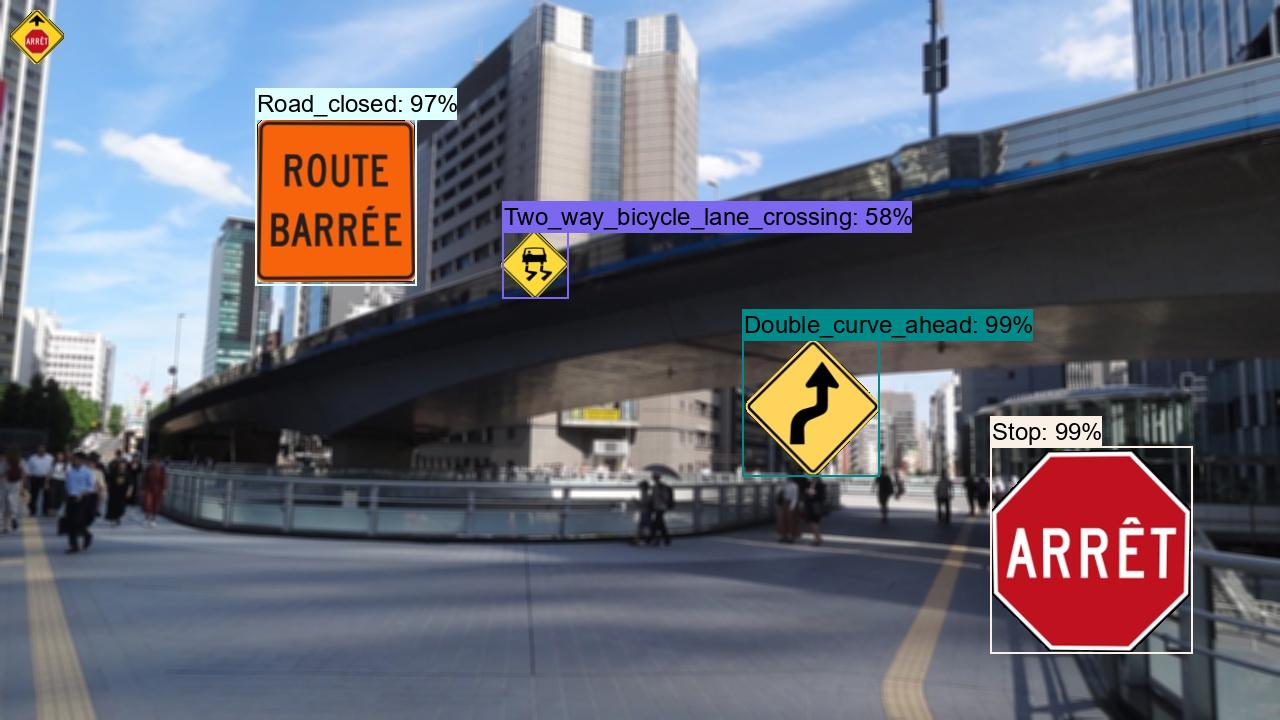 ARRÊT
Road_closed: 97%
ROUTE
BARRÉE
Two_way_bicycle_lane_crossing: 58%
Double_curve_ahead: 99%
Stop: 99%
ARRÊT